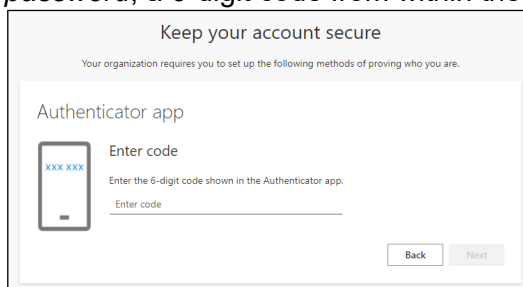 password, a 6-digit code from within the
Keep your account secure
Your organization requires you to set up the following methods of proving who you are.
Authenticator app
Enter code
XXX XXX
Enter the 6-digit code shown in the Authenticator app.
Enter code
Back Next